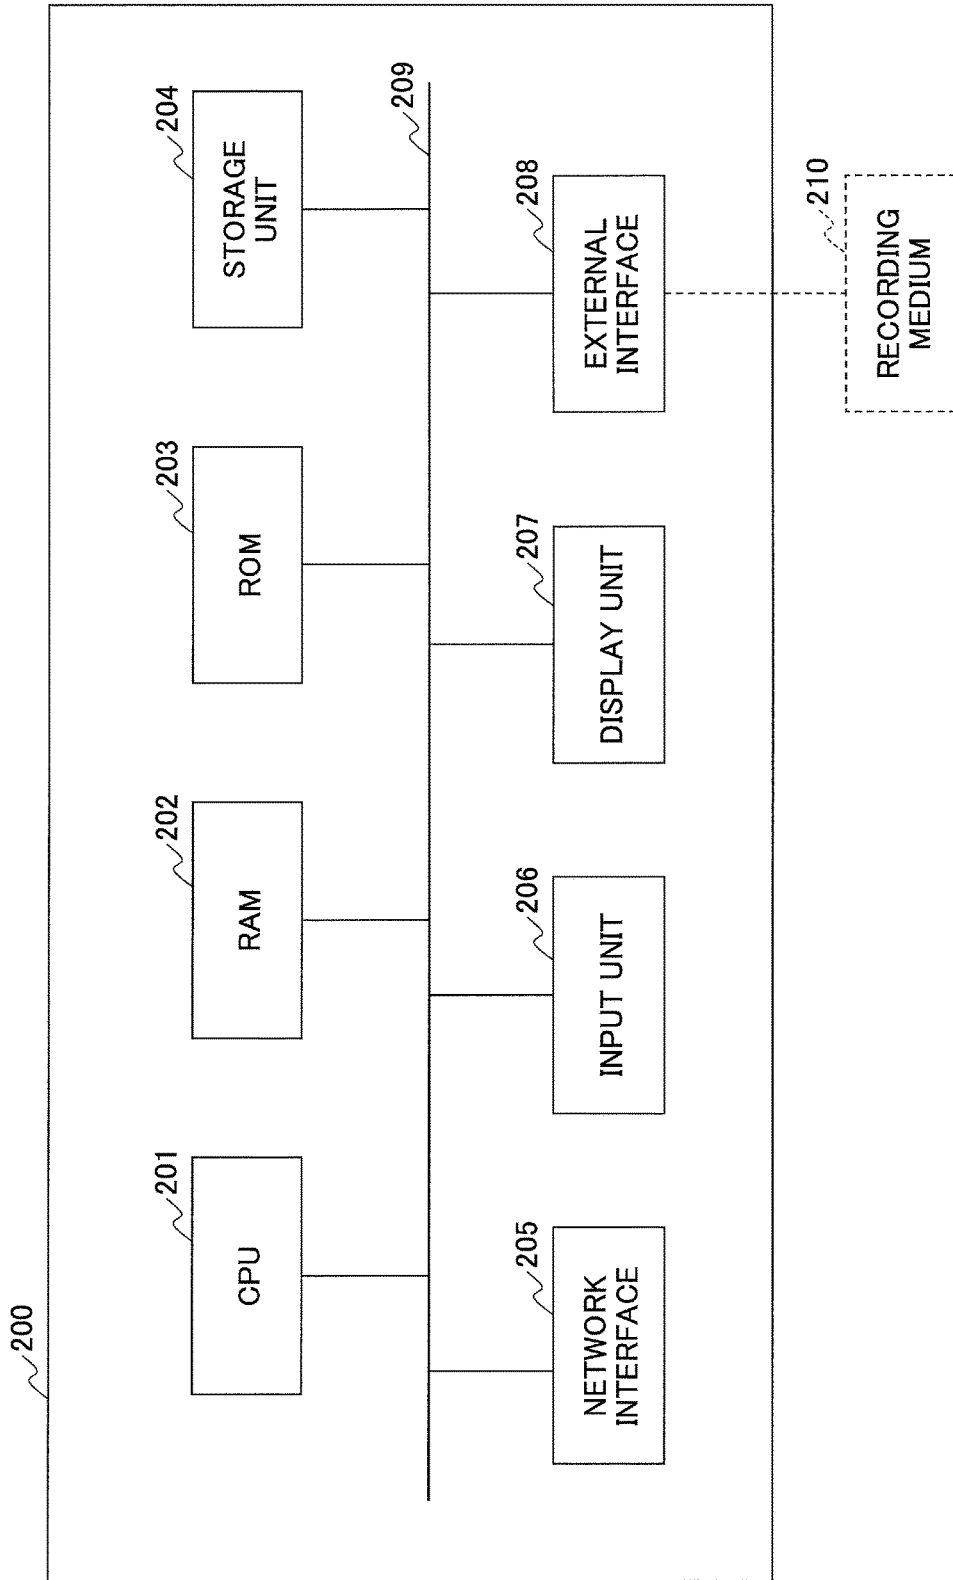 200
201
CPU
202
RAM
203
ROM
204
STORAGE
UNIT
209
205
NETWORK
INTERFACE
206
INPUT UNIT
207
DISPLAY UNIT
208
EXTERNAL
INTERFACE
210
RECORDING
MEDIUM